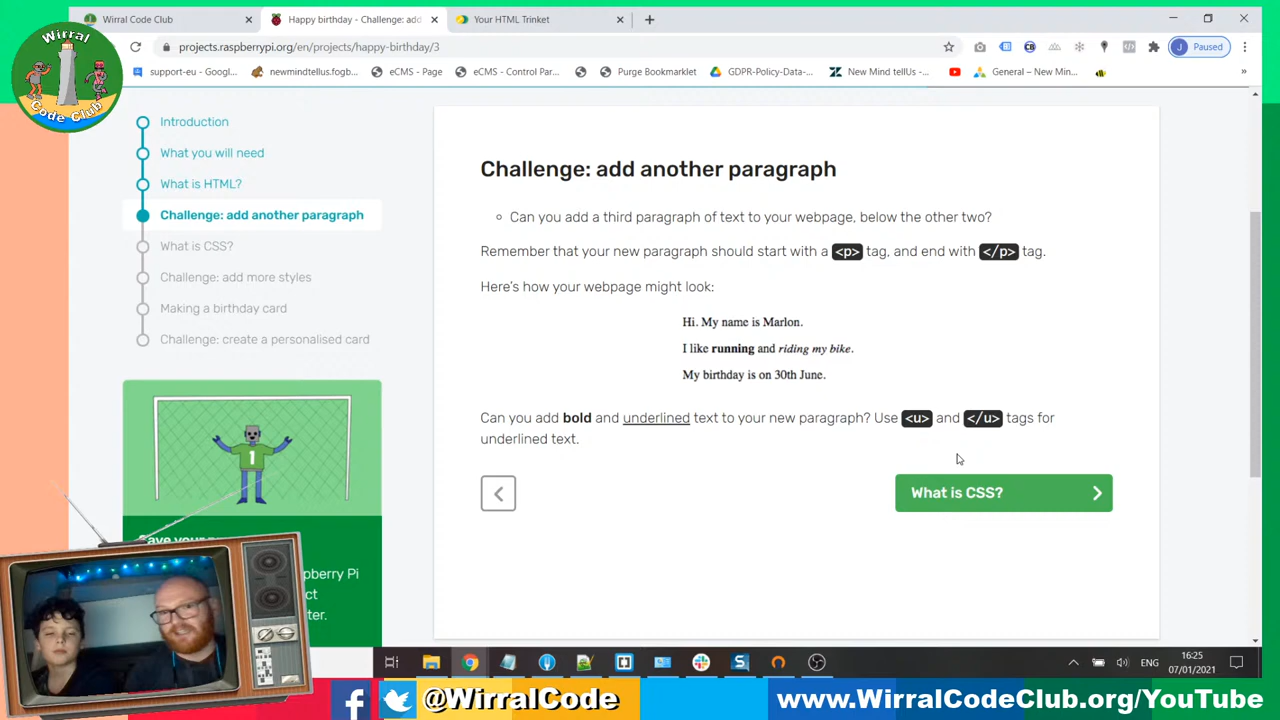 Wirral Code Club
Happy birthday - Challenge: add
Your HTML Trinket
projects.raspberrypi.org/en/projects/happy-birthday/3
J Paused
support-eu - Googl...
newmindtellus.fogb...
eCMS - Page
eCMS - Control Par...
Purge Bookmarklet
GDPR-Policy-Data-...
New Mind tellUs -...
General – New Min...
Wirral
Code Club
Introduction
What you will need
What is HTML?
Challenge: add another paragraph
What is CSS?
Challenge: add more styles
Making a birthday card
Challenge: create a personalised card
1
Challenge: add another paragraph
Can you add a third paragraph of text to your webpage, below the other two?
Remember that your new paragraph should start with a <p> tag, and end with </p> tag.
Here's how your webpage might look:
Hi. My name is Marlon.
I like running and riding my bike.
My birthday is on 30th June.
Can you add bold and underlined text to your new paragraph? Use <u> and </u> tags for
underlined text.
What is CSS?
ENG
16:25
07/01/2021
@WirralCode
www.WirralCodeClub.org/YouTube